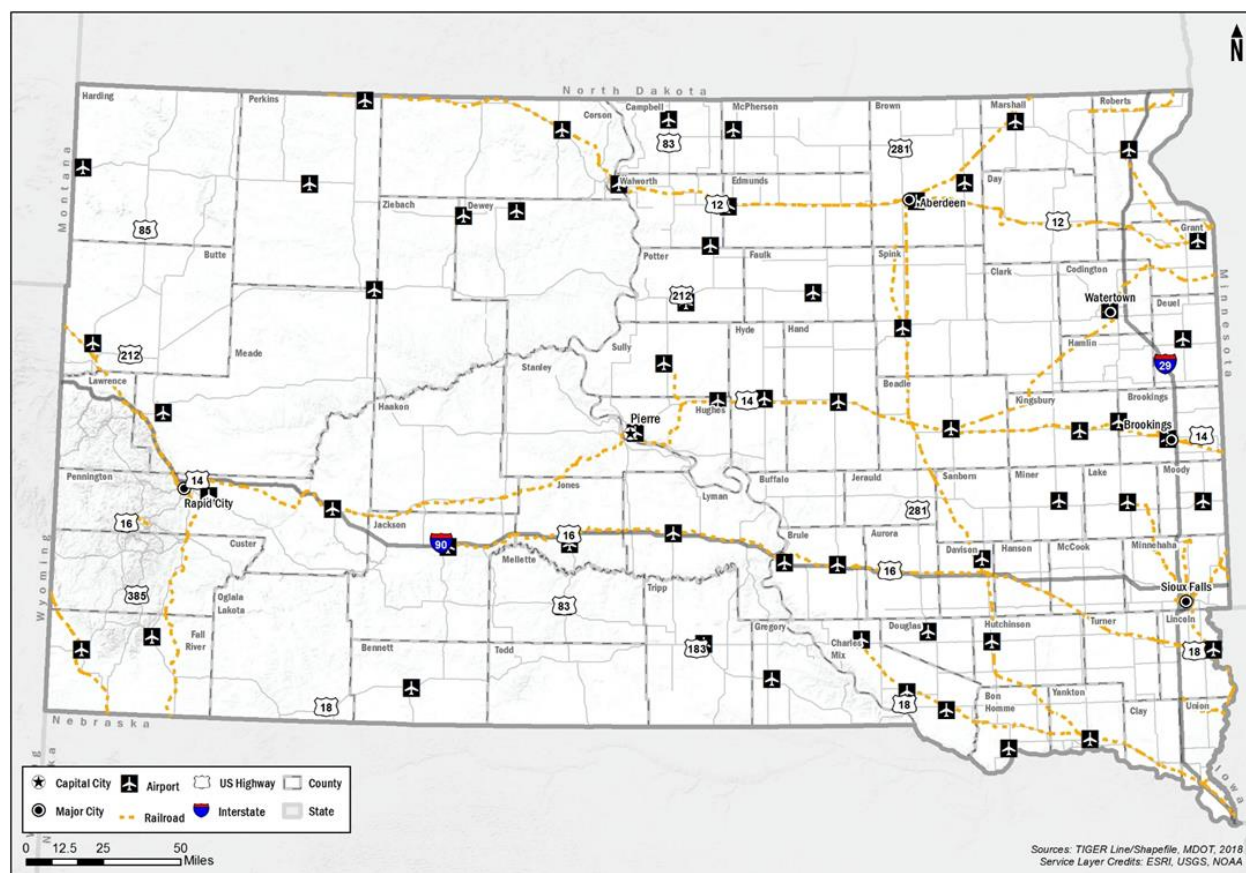 N
North Dakota
Harding
Perkins
Corson
Campbell
McPherson
Brown
Marshall
Roberts
83
281
Montana
Walworth
Edmunds
Day
Ziebach
Dewey
12
Aberdeen
12
85
Grant
Butte
Potter
Faulk
Spink
Clark
Codington
Minnesota
212
Watertown
Deuel
Meade
Sully
Hyde
Hand
Hamlin
212
Stanley
29
Lawrence
Haakon
Beadle
Kingsbury
Brookings
Pierre
Hughes
14
Brookings
14
Pennington
14
Jones
Lyman
Buffalo
Jerauld
Sanborn
Miner
Lake
Moody
Rapid City
281
16
Jackson
16
Brule
Aurora
Custer
90
Mellette
16
Davison
Hanson
McCook
Minnehaha
Wyoming
385
Oglala
Lakota
83
Tripp
Sioux Falls
Fall
River
Bennett
Todd
183
Gregory
Charles
Mix
Douglas
Hutchinson
Turner
Lincoln
18
18
18
Bon
Homme
Yankton
Clay
Union
Nebraska
Iowa
Capital City
Airport
US Highway
County
Major City
Railroad
Interstate
State
0 12.5 25 50
Miles
Sources: TIGER Line/Shapefile, MDOT, 2018
Service Layer Credits: ESRI, USGS, NOAA